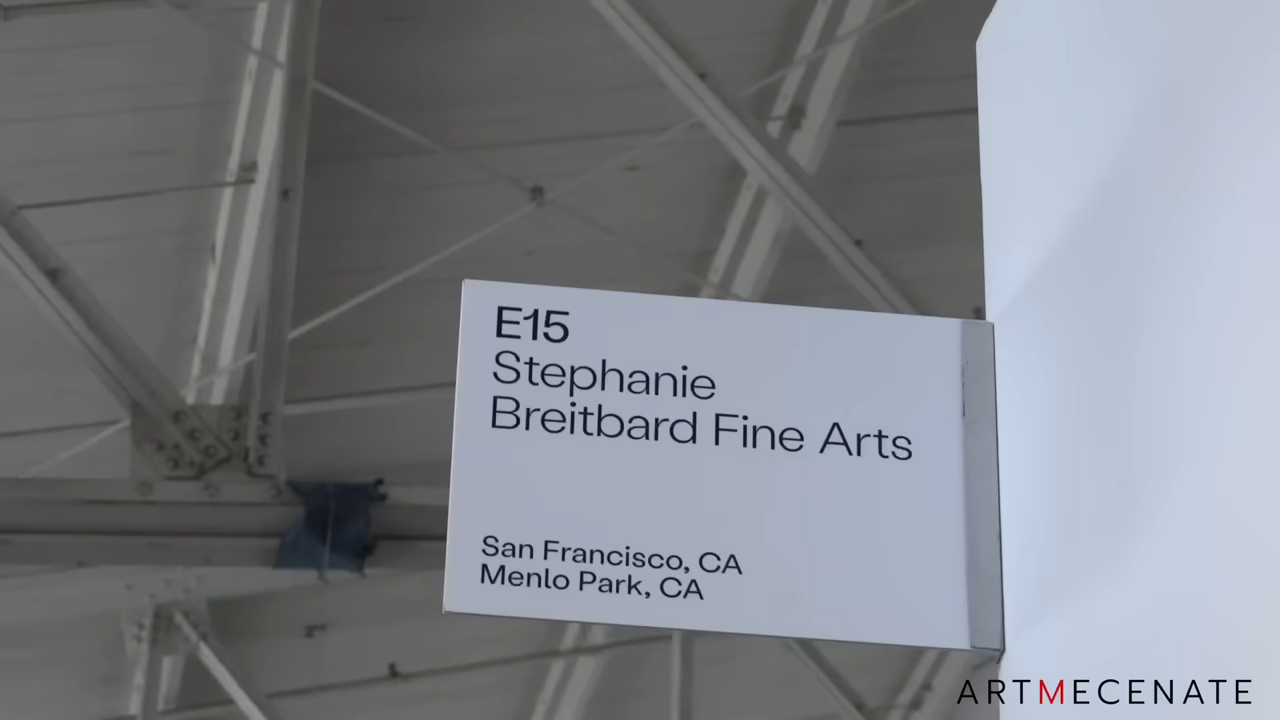 E15
Stephanie
Breitbard Fine Arts
San Francisco, CA
Menlo Park, CA
ARTMECENATE